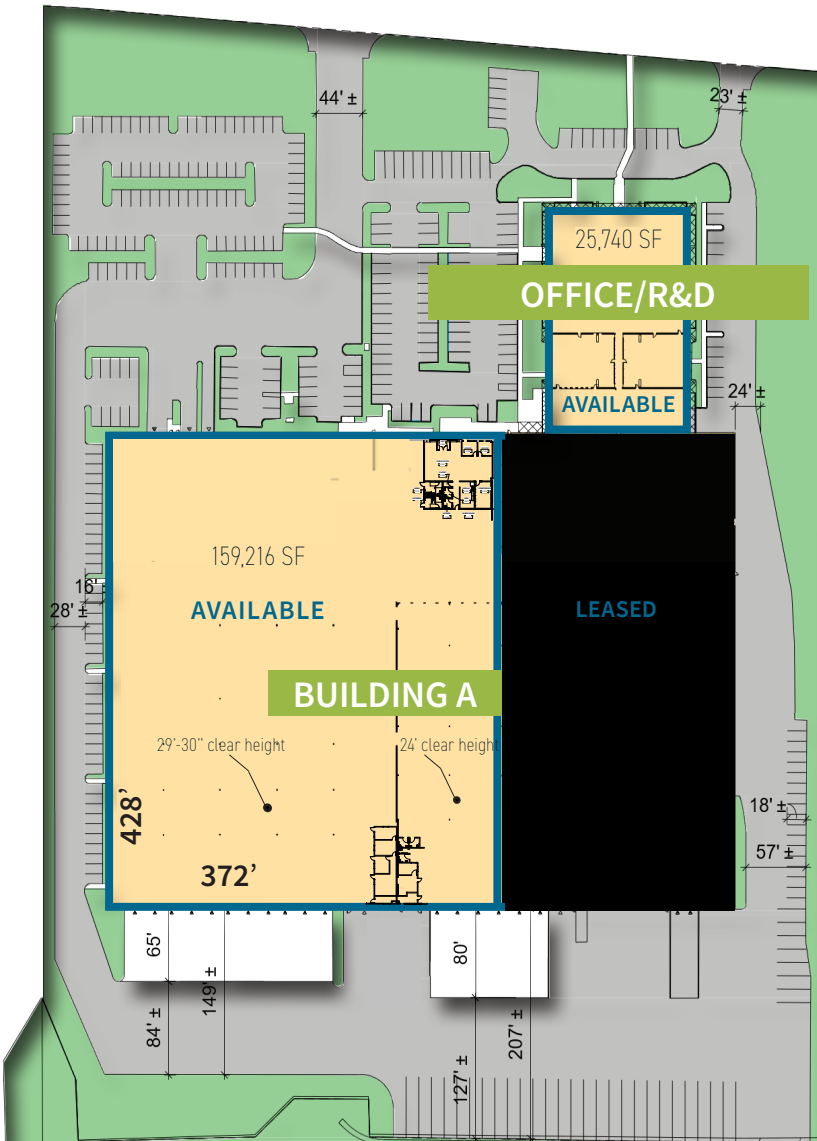 44' ±
23' ±
25,740 SF
OFFICE/R&D
24' ±
AVAILABLE
159,216 SF
16'
28' ±
AVAILABLE
LEASED
BUILDING A
29'-30" clear height
24' clear height
428'
18' ±
57' ±
372'
65'
80'
149' ±
84' ±
207' ±
127' ±